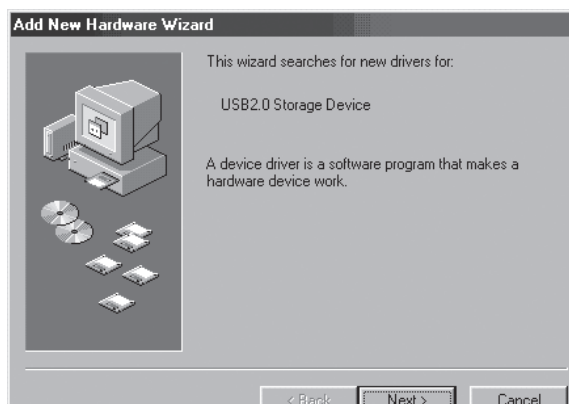 Add New Hardware Wizard
This wizard searches for new drivers for:
USB2.0 Storage Device
A device driver is a software program that makes a
hardware device work.
< Back
Next >
Cancel